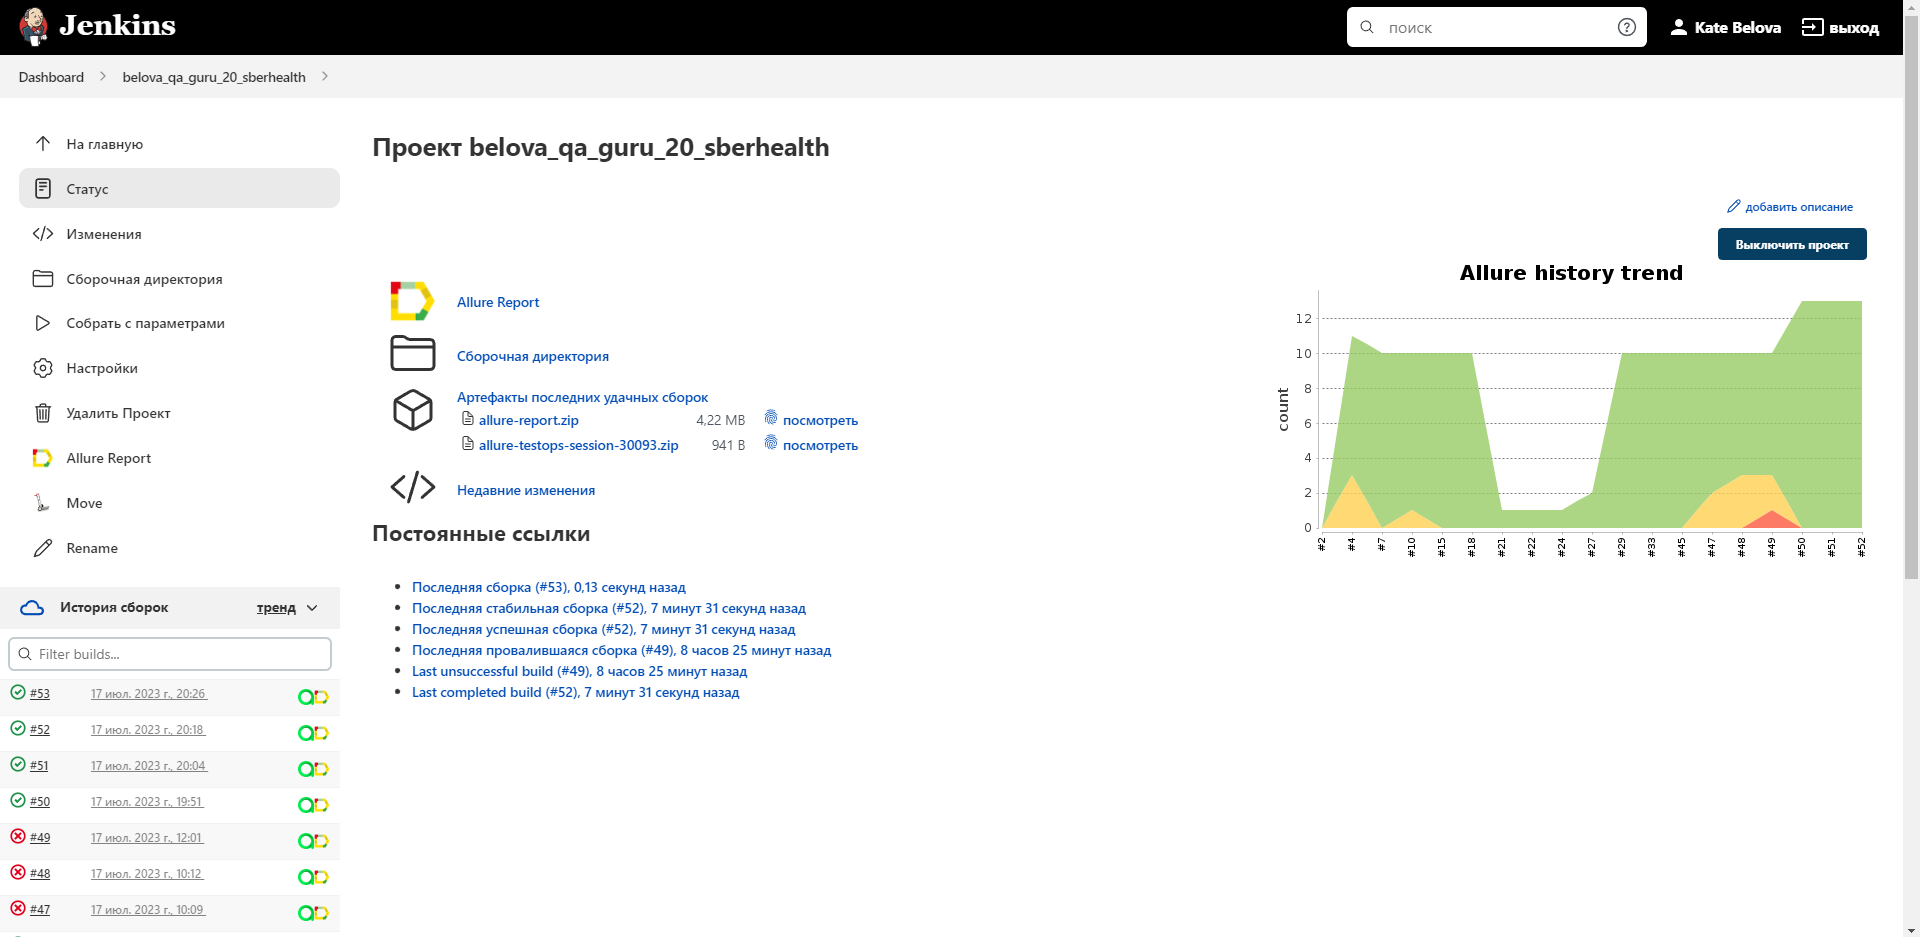 Jenkins
поиск
Kate Belova
выход
Dashboard
belova_qa_guru_20_sberhealth
На главную
Статус
Изменения
Сборочная директория
Собрать с параметрами
Настройки
Удалить Проект
Allure Report
Move
Rename
История сборок
тренд
Filter builds...
#53 17 июл. 2023 г., 20:26
#52 17 июл. 2023 г., 20:18
#51 17 июл. 2023 г., 20:04
#50 17 июл. 2023 г., 19:51
#49 17 июл. 2023 г., 12:01
#48 17 июл. 2023 г., 10:12
#47 17 июл. 2023 г., 10:09
Проект belova_qa_guru_20_sberhealth
добавить описание
Выключить проект
Allure Report
Сборочная директория
Артефакты последних удачных сборок
allure-report.zip 4,22 MB посмотреть
allure-testops-session-30093.zip 941 B посмотреть
Недавние изменения
Постоянные ссылки
Последняя сборка (#53), 0,13 секунд назад
Последняя стабильная сборка (#52), 7 минут 31 секунд назад
Последняя успешная сборка (#52), 7 минут 31 секунд назад
Последняя провалившаяся сборка (#49), 8 часов 25 минут назад
Last unsuccessful build (#49), 8 часов 25 минут назад
Last completed build (#52), 7 минут 31 секунд назад
Allure history trend
count
12
10
8
6
4
2
0
#2 #4 #7 #10 #15 #18 #21 #22 #24 #27 #29 #33 #45 #47 #48 #49 #50 #51 #52